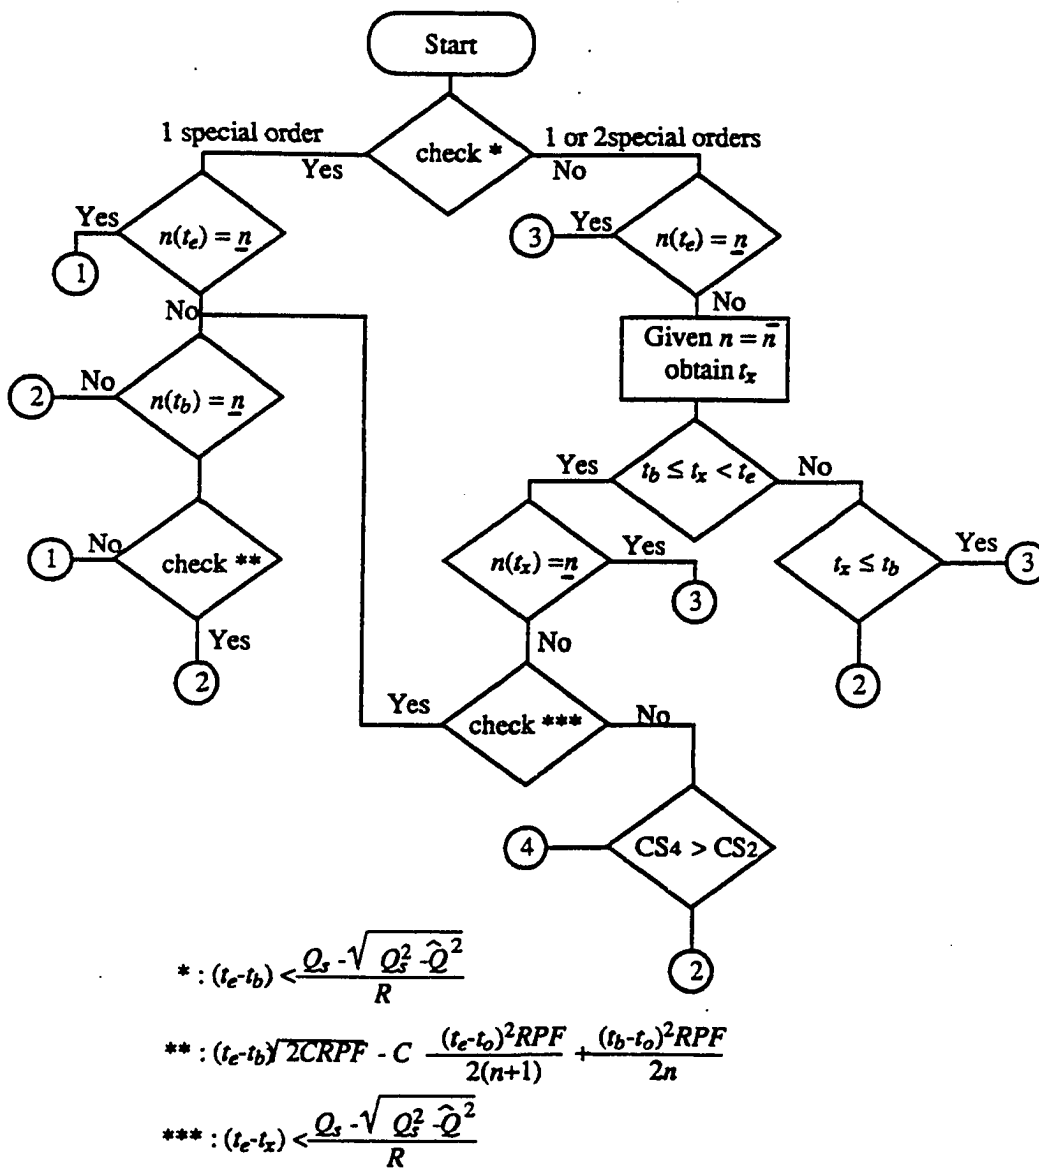 Start
1 special order
check *
1 or 2special orders
Yes
No
Yes
n(t_e) = n̲
3
Yes
n(t_e) = n̲
1
No
No
Given n = n̄
obtain t_x
2
No
n(t_b) = n̲
Yes
t_b ≤ t_x < t_e
No
1
No
check **
n(t_x) =n̲
Yes
t_x ≤ t_b
Yes
3
3
Yes
No
2
2
Yes
check ***
No
4
CS4 > CS2
2
* : (t_e-t_b) < (Q_s - √(Q_s^2 - Q̂^2)) / R
** : (t_e-t_b)√(2CRPF) - C (t_e-t_o)^2RPF / 2(n+1) + (t_b-t_o)^2RPF / 2n
*** : (t_e-t_x) < (Q_s - √(Q_s^2 - Q̂^2)) / R